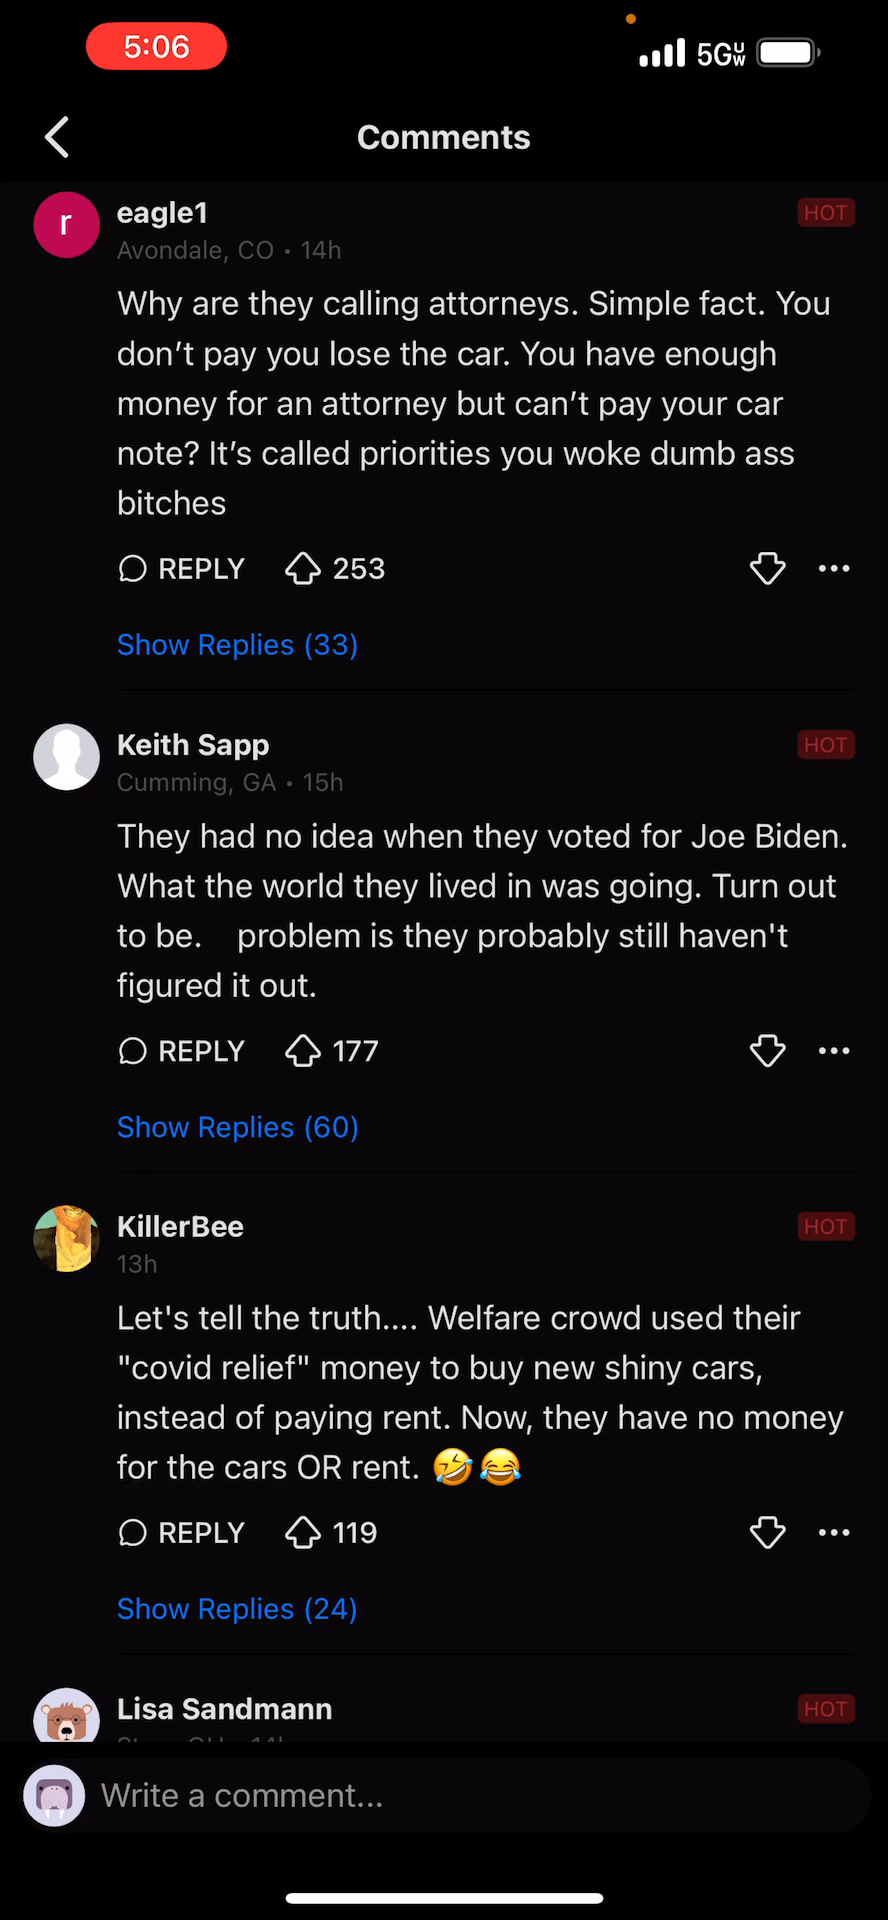 5:06
5G UW
Comments
r
eagle1
HOT
Avondale, CO • 14h
Why are they calling attorneys. Simple fact. You
don’t pay you lose the car. You have enough
money for an attorney but can’t pay your car
note? It’s called priorities you woke dumb ass
bitches
REPLY 253
Show Replies (33)
Keith Sapp
HOT
Cumming, GA • 15h
They had no idea when they voted for Joe Biden.
What the world they lived in was going. Turn out
to be.    problem is they probably still haven't
figured it out.
REPLY 177
Show Replies (60)
KillerBee
HOT
13h
Let's tell the truth.... Welfare crowd used their
"covid relief" money to buy new shiny cars,
instead of paying rent. Now, they have no money
for the cars OR rent. 🤣😂
REPLY 119
Show Replies (24)
Lisa Sandmann
HOT
Write a comment...